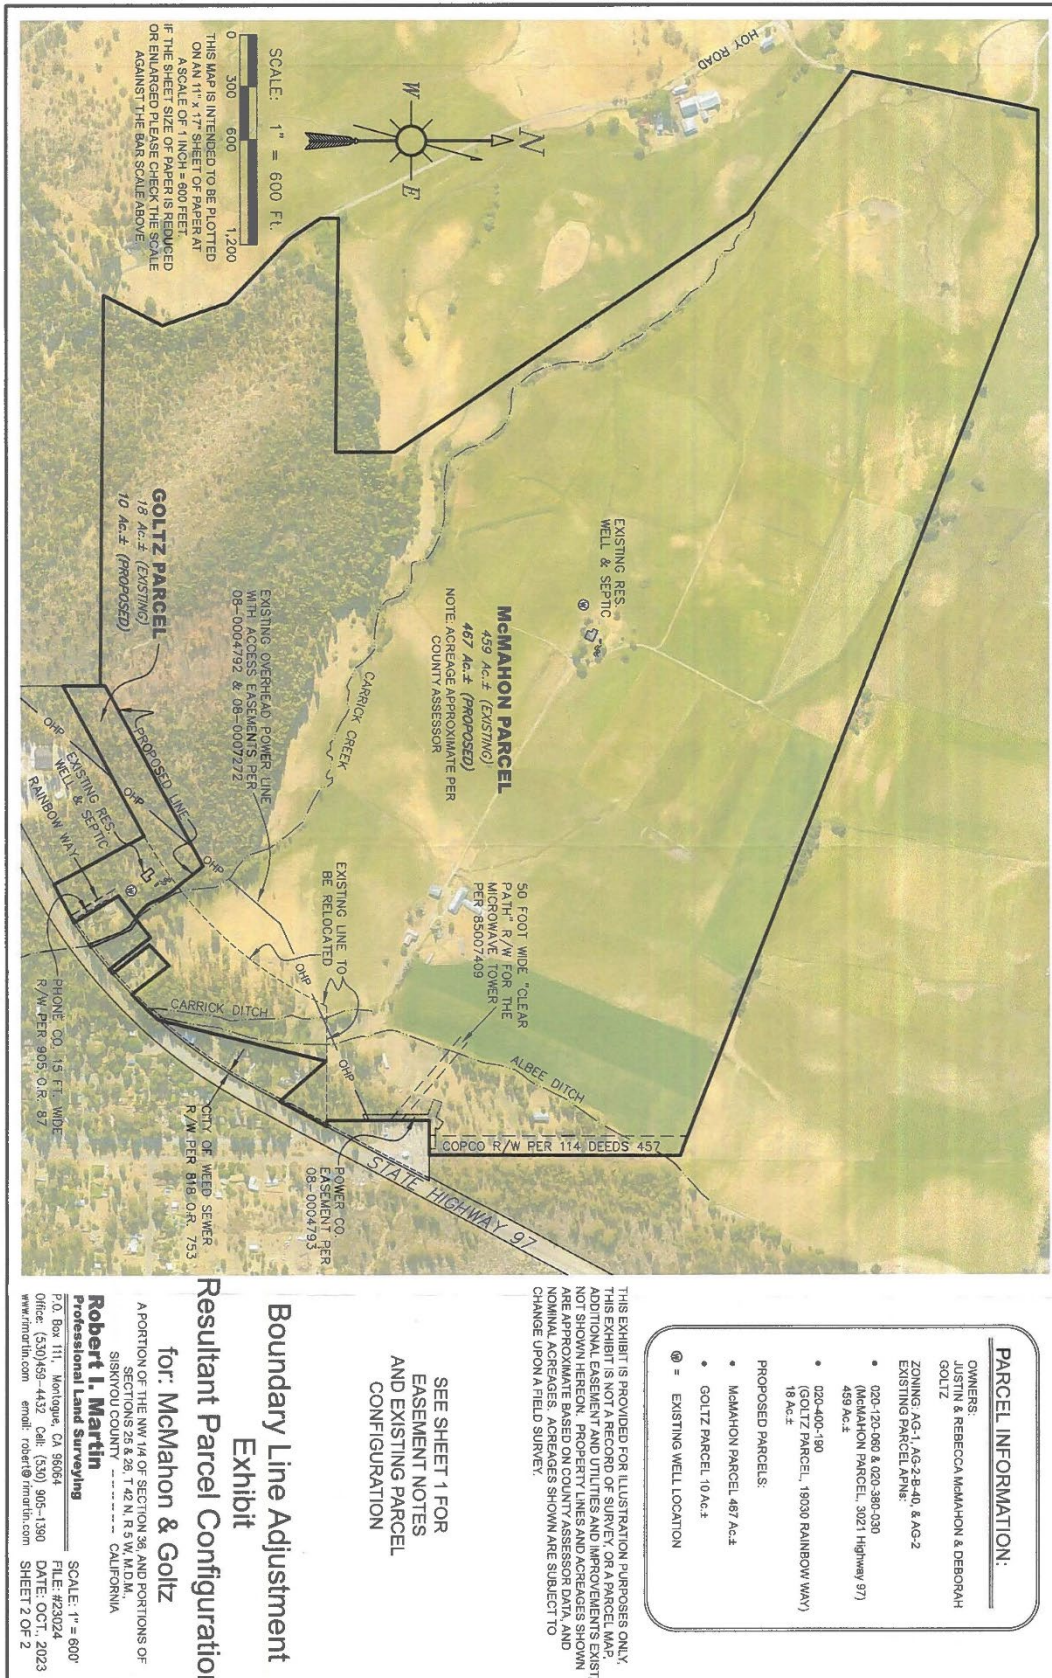 HOY ROAD
SCALE: 1" = 600 Ft.
0 300 600 1,200
THIS MAP IS INTENDED TO BE PLOTTED
ON AN 11" x 17" SHEET OF PAPER AT
A SCALE OF 1 INCH = 600 FEET.
IF THE SHEET SIZE OF PAPER IS REDUCED
OR ENLARGED PLEASE CHECK THE SCALE
AGAINST THE BAR SCALE ABOVE
N
W
E
EXISTING RES.
WELL & SEPTIC
W
McMAHON PARCEL
459 Ac.± (EXISTING)
467 Ac.± (PROPOSED)
NOTE: ACREAGE APPROXIMATE PER
COUNTY ASSESSOR
CARRICK CREEK
GOLTZ PARCEL
18 Ac.± (EXISTING)
10 Ac.± (PROPOSED)
EXISTING OVERHEAD POWER LINE
WITH ACCESS EASEMENTS PER
08-0004792 & 08-0007272
PROPOSED LINE
OHP
OHP
OHP
OHP
OHP
EXISTING RES.
WELL & SEPTIC
RAINBOW WAY
W
EXISTING LINE TO
BE RELOCATED
50 FOOT WIDE "CLEAR
PATH" R/W FOR THE
MICROWAVE TOWER
PER 85007409
CARRICK DITCH
ALBEE DITCH
COPCO R/W PER 114 DEEDS 457
STATE HIGHWAY 97
PHONE CO. 15 FT. WIDE
R/W PER 905 O.R. 87
CITY OF WEED SEWER
R/W PER 818 O.R. 753
POWER CO.
EASEMENT PER
08-0004793
PARCEL INFORMATION:
OWNERS:
JUSTIN & REBECCA McMAHON & DEBORAH
GOLTZ
ZONING: AG-1, AG-2-B-40, & AG-2
EXISTING PARCEL APNs:
• 020-120-060 & 020-380-030
(McMAHON PARCEL, 3021 Highway 97)
459 Ac.±
• 020-400-190
(GOLTZ PARCEL, 19030 RAINBOW WAY)
18 Ac.±
PROPOSED PARCELS:
• McMAHON PARCEL 467 Ac.±
• GOLTZ PARCEL 10 Ac.±
W = EXISTING WELL LOCATION
THIS EXHIBIT IS PROVIDED FOR ILLUSTRATION PURPOSES ONLY.
THIS EXHIBIT IS NOT A RECORD OF SURVEY, OR A PARCEL MAP,
ADDITIONAL EASEMENT AND UTILITIES AND IMPROVEMENTS EXIST
NOT SHOWN HEREON. PROPERTY LINES AND ACREAGES SHOWN
ARE APPROXIMATE BASED ON COUNTY ASSESSOR DATA, AND
NOMINAL ACREAGES. ACREAGES SHOWN ARE SUBJECT TO
CHANGE UPON A FIELD SURVEY.
SEE SHEET 1 FOR
EASEMENT NOTES
AND EXISTING PARCEL
CONFIGURATION
Boundary Line Adjustment
Exhibit
Resultant Parcel Configuration
for: McMahon & Goltz
A PORTION OF THE NW 1/4 OF SECTION 36, AND PORTIONS OF
SECTIONS 25 & 26, T 42 N, R 5 W, M.D.M.,
SISKIYOU COUNTY ------- CALIFORNIA
Robert I. Martin
Professional Land Surveying
P.O. Box 111, Montague, CA 96064
Office: (530)459-4432 Cell: (530) 905-1390
www.rimartin.com email: robert@rimartin.com
SCALE: 1" = 600'
FILE: #23024
DATE: OCT., 2023
SHEET 2 OF 2